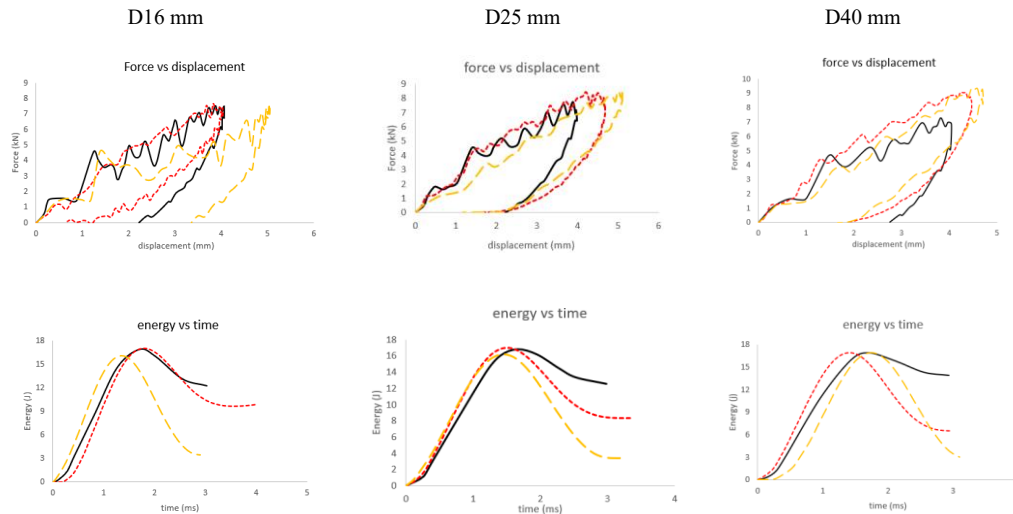 D16 mm
D25 mm
D40 mm
Force vs displacement
9
8
7
6
5
4
3
2
1
0
Force (kN)
0 1 2 3 4 5 6
displacement (mm)
force vs displacement
9
8
7
6
5
4
3
2
1
0
Force (kN)
0 1 2 3 4 5 6
displacement (mm)
force vs displacement
10
9
8
7
6
5
4
3
2
1
0
Force (kN)
0 1 2 3 4 5
displacement (mm)
energy vs time
18
15
12
9
6
3
0
Energy (J)
0 1 2 3 4 5
time (ms)
energy vs time
18
16
14
12
10
8
6
4
2
0
Energy (J)
0 1 2 3 4
time (ms)
energy vs time
18
15
12
9
6
3
0
Energy (J)
0 1 2 3
time (ms)